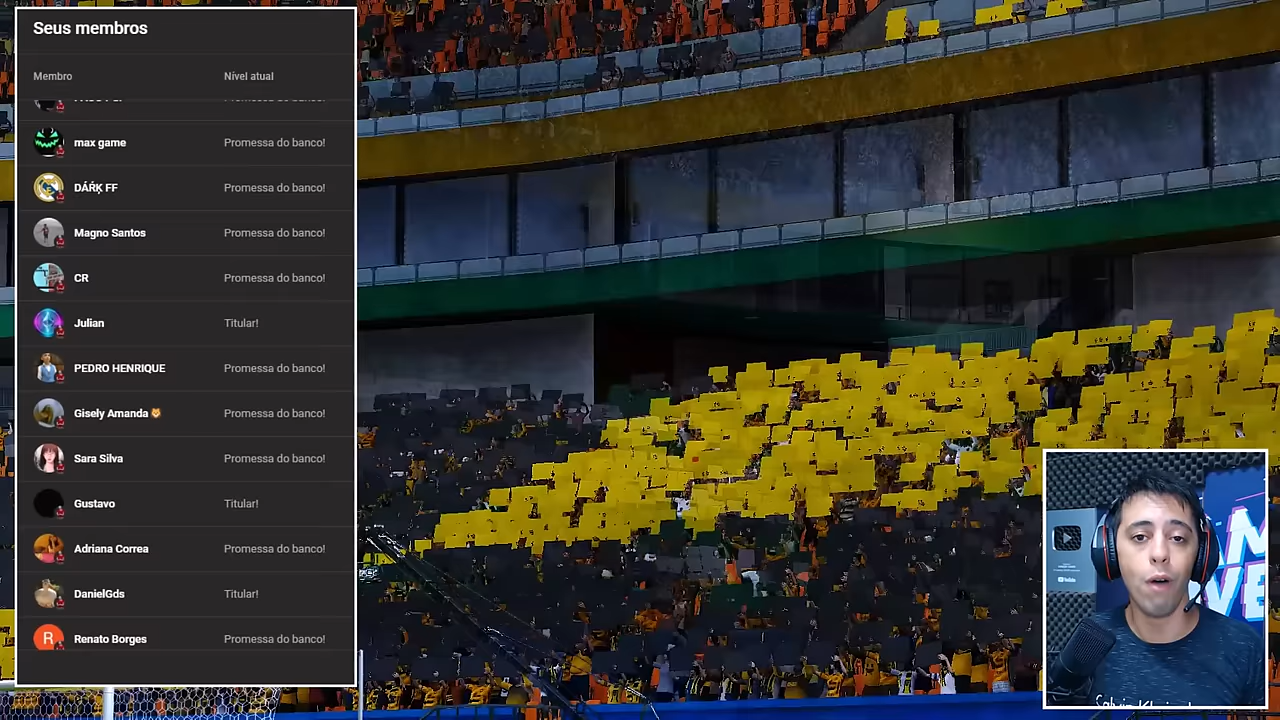 Seus membros
Membro Nível atual
max game Promessa do banco!
DÁŔĶ FF Promessa do banco!
Magno Santos Promessa do banco!
CR Promessa do banco!
Julian Titular!
PEDRO HENRIQUE Promessa do banco!
Gisely Amanda🐯 Promessa do banco!
Sara Silva Promessa do banco!
Gustavo Titular!
Adriana Correa Promessa do banco!
DanielGds Titular!
R Renato Borges Promessa do banco!
YouTube